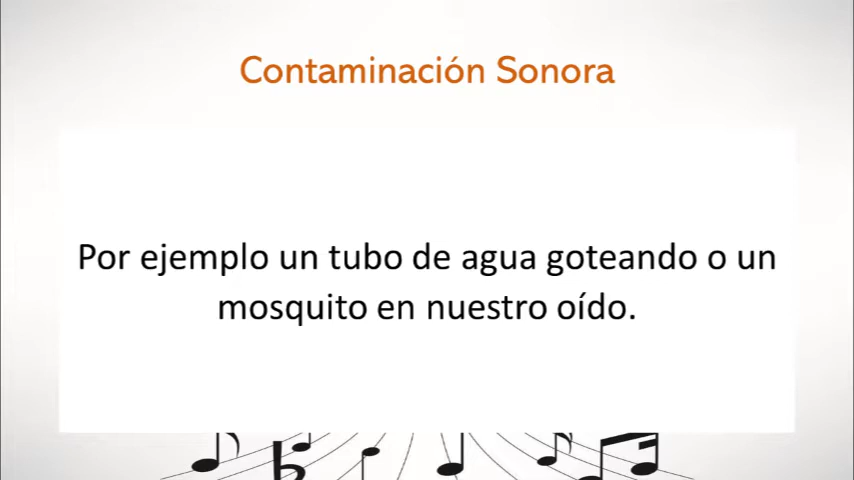 Contaminación Sonora
Por ejemplo un tubo de agua goteando o un
mosquito en nuestro oído.